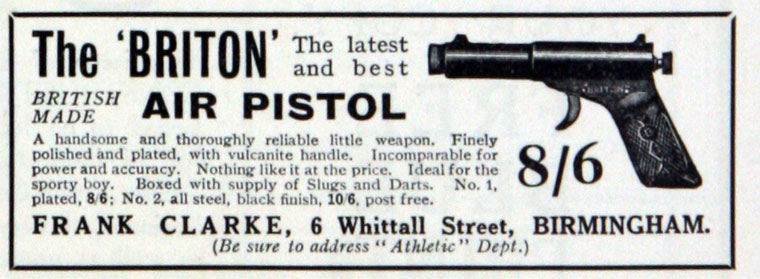 The 'BRITON' The latest
and best
BRITISH
MADE AIR PISTOL
A handsome and thoroughly reliable little weapon. Finely
polished and plated, with vulcanite handle. Incomparable for
power and accuracy. Nothing like it at the price. Ideal for the
sporty boy. Boxed with supply of Slugs and Darts. No. 1,
plated, 8/6; No. 2, all steel, black finish, 10/6, post free.
BRITON
8/6
FRANK CLARKE, 6 Whittall Street, BIRMINGHAM.
(Be sure to address "Athletic" Dept.)